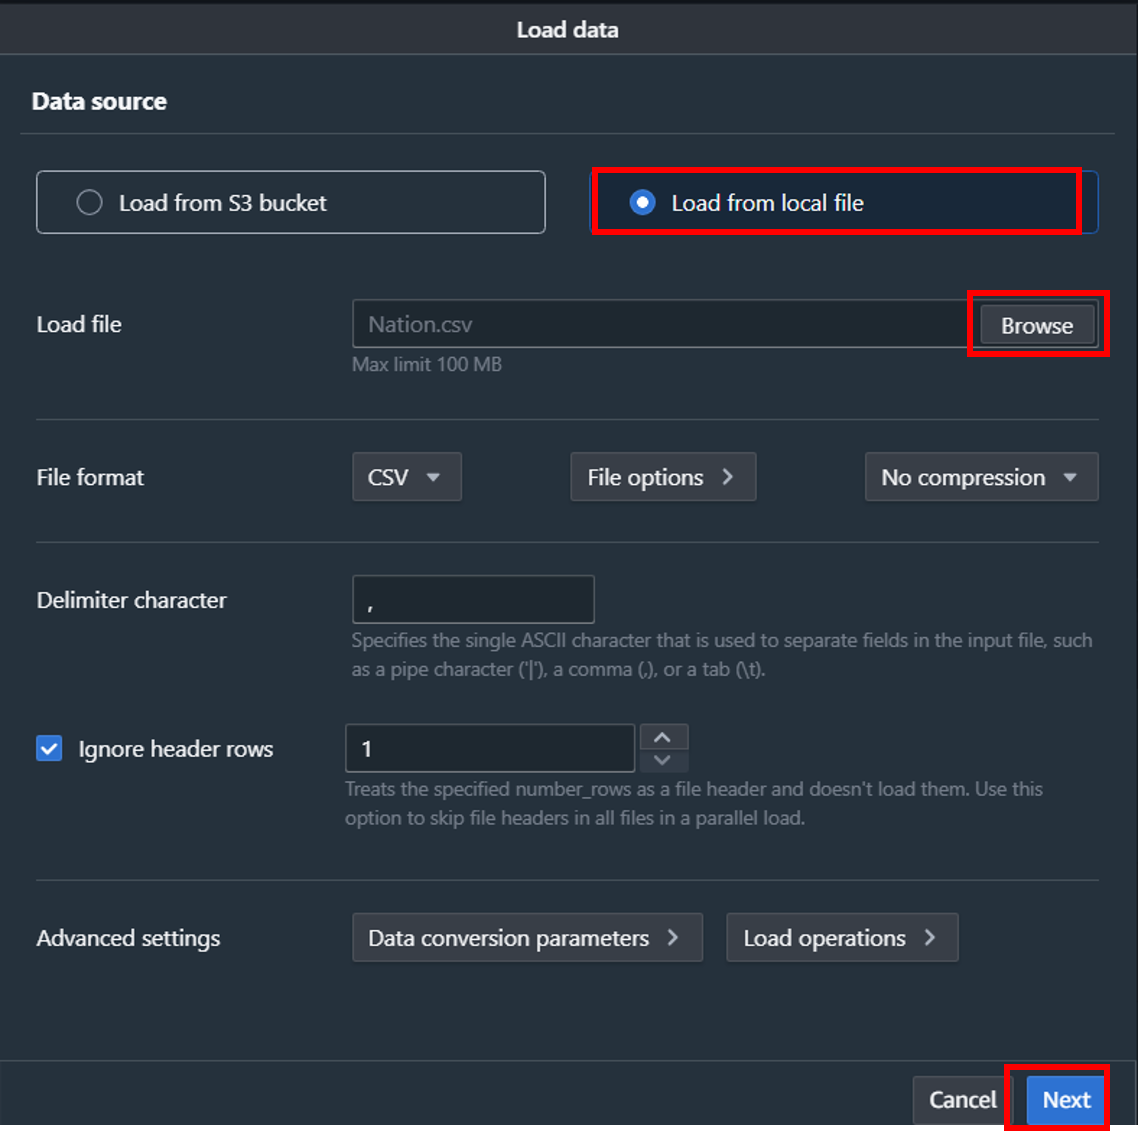 Load data
Data source
Load from S3 bucket
Load from local file
Load file
Nation.csv
Browse
Max limit 100 MB
File format
CSV
File options
No compression
Delimiter character
,
Specifies the single ASCII character that is used to separate fields in the input file, such
as a pipe character ('|'), a comma (,), or a tab (\t).
Ignore header rows
1
Treats the specified number_rows as a file header and doesn't load them. Use this
option to skip file headers in all files in a parallel load.
Advanced settings
Data conversion parameters
Load operations
Cancel
Next